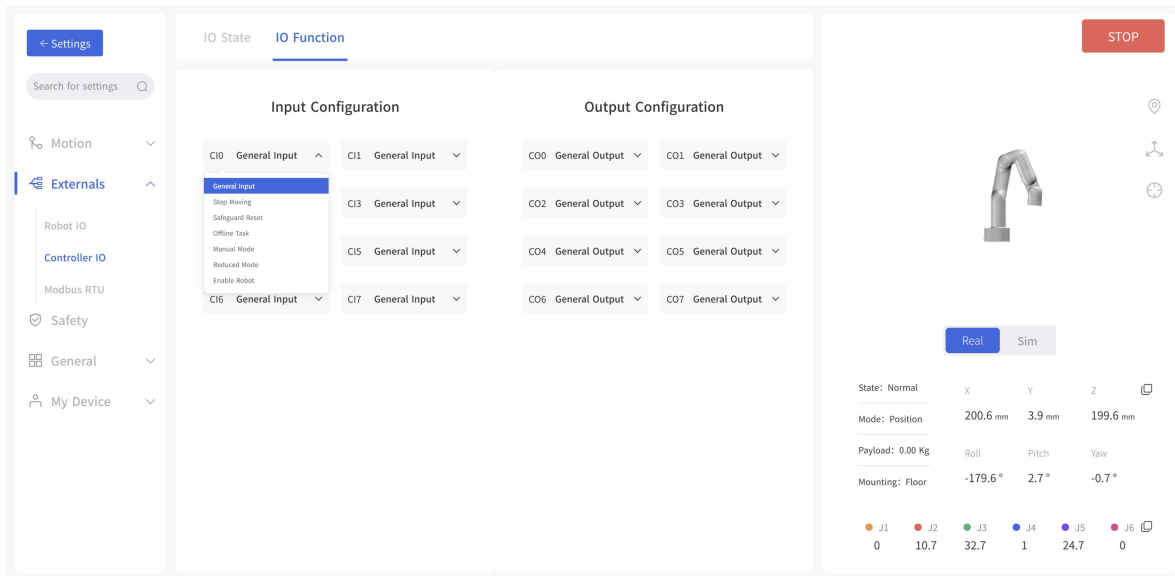 ← Settings
Search for settings
Motion
Externals
Robot IO
Controller IO
Modbus RTU
Safety
General
My Device
IO State IO Function
Input Configuration
CI0 General Input CI1 General Input
General Input
Stop Moving
Safeguard Reset
Offline Task
Manual Mode
Reduced Mode
Enable Robot
CI3 General Input
CI5 General Input
CI6 General Input CI7 General Input
Output Configuration
CO0 General Output CO1 General Output
CO2 General Output CO3 General Output
CO4 General Output CO5 General Output
CO6 General Output CO7 General Output
STOP
Real Sim
State: Normal
Mode: Position
Payload: 0.00 Kg
Mounting: Floor
X Y Z
200.6 mm 3.9 mm 199.6 mm
Roll Pitch Yaw
-179.6 ° 2.7 ° -0.7 °
J1 J2 J3 J4 J5 J6
0 10.7 32.7 1 24.7 0